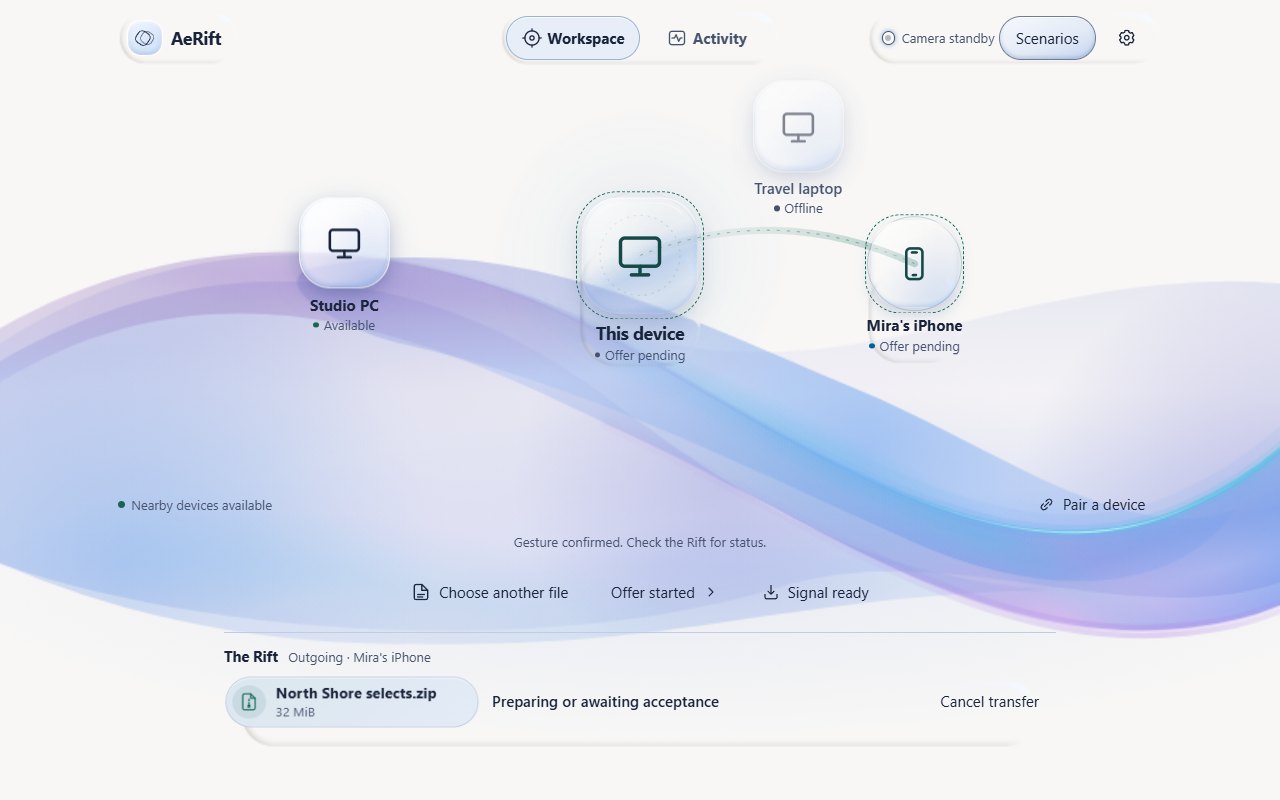 AeRift
Workspace
Activity
Camera standby
Scenarios
Travel laptop
Offline
Studio PC
Available
This device
Offer pending
Mira's iPhone
Offer pending
Nearby devices available
Pair a device
Gesture confirmed. Check the Rift for status.
Choose another file
Offer started
Signal ready
The Rift Outgoing · Mira's iPhone
North Shore selects.zip
32 MiB
Preparing or awaiting acceptance
Cancel transfer